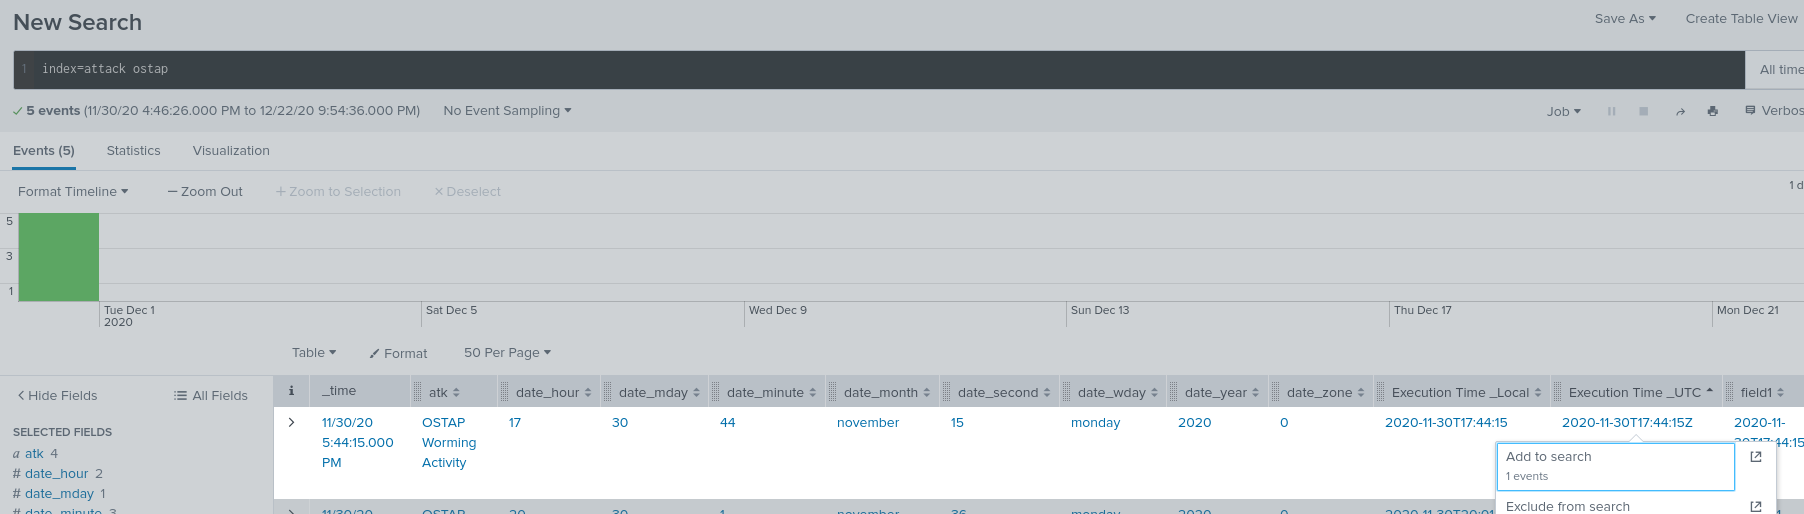 New Search
Save As
Create Table View
1 index=attack ostap
All time
5 events (11/30/20 4:46:26.000 PM to 12/22/20 9:54:36.000 PM)
No Event Sampling
Job
Verbos
Events (5)
Statistics
Visualization
Format Timeline
Zoom Out
Zoom to Selection
Deselect
1 d
5
3
1
Tue Dec 1
2020
Sat Dec 5
Wed Dec 9
Sun Dec 13
Thu Dec 17
Mon Dec 21
Table
Format
50 Per Page
Hide Fields
All Fields
i _time atk date_hour date_mday date_minute date_month date_second date_wday date_year date_zone Execution Time _Local Execution Time _UTC field1
SELECTED FIELDS
a atk 4
# date_hour 2
# date_mday 1
# date_minute 3
11/30/20
5:44:15.000
PM
OSTAP
Worming
Activity
17
30
44
november
15
monday
2020
0
2020-11-30T17:44:15
2020-11-30T17:44:15Z
2020-11-
30T17:44:15
Add to search
1 events
Exclude from search
11/30/20 OSTAP 20 30 1 november 36 monday 2020 0